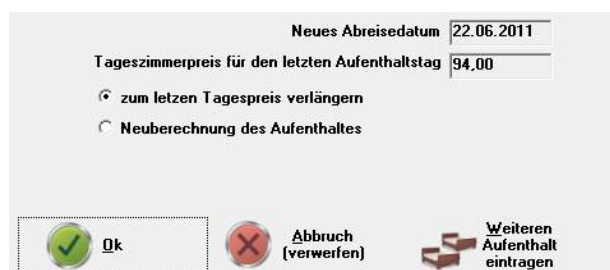 Neues Abreisedatum 22.06.2011
Tageszimmerpreis für den letzten Aufenthaltstag 94,00
zum letzen Tagespreis verlängern
Neuberechnung des Aufenthaltes
Ok
Abbruch
(verwerfen)
Weiteren
Aufenthalt
eintragen